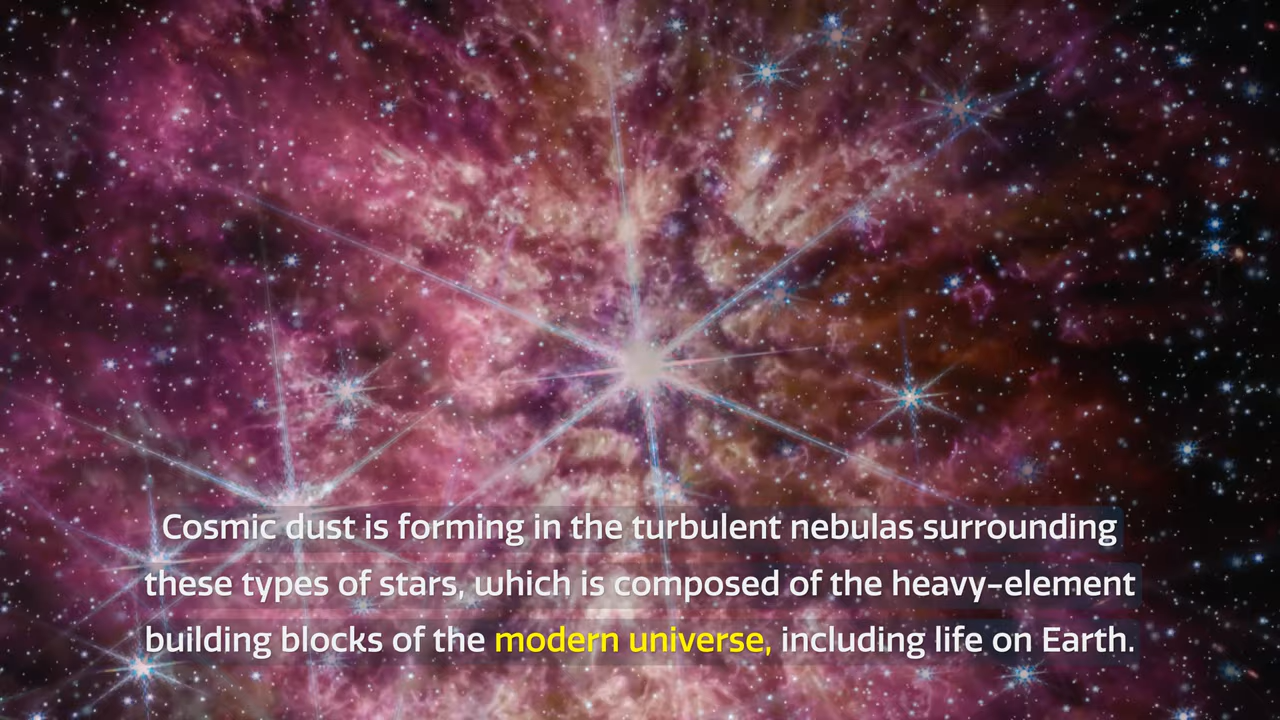 Cosmic dust is forming in the turbulent nebulas surrounding
these types of stars, which is composed of the heavy-element
building blocks of the modern universe, including life on Earth.